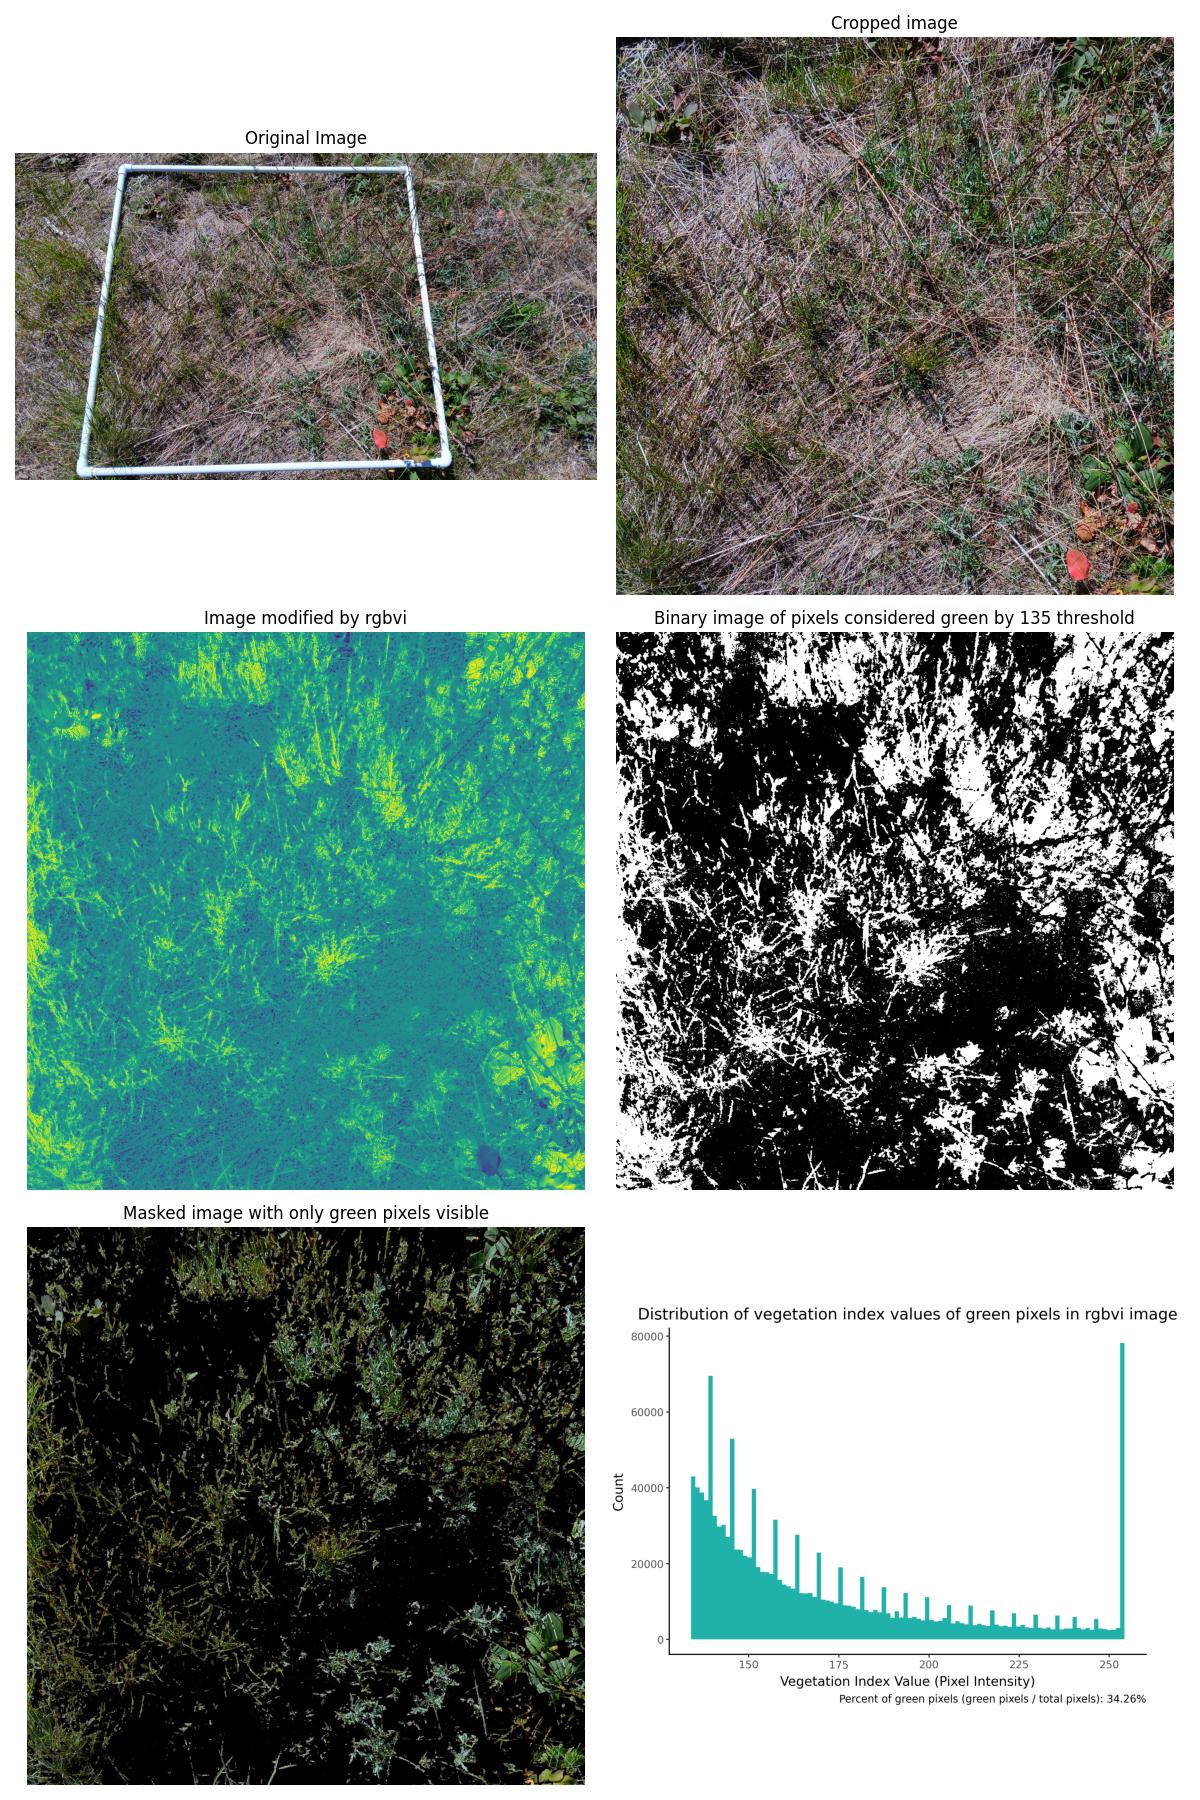 Cropped image
Original Image
Image modified by rgbvi
Binary image of pixels considered green by 135 threshold
Masked image with only green pixels visible
Distribution of vegetation index values of green pixels in rgbvi image
80000
60000
40000
20000
0
Count
150 175 200 225 250
Vegetation Index Value (Pixel Intensity)
Percent of green pixels (green pixels / total pixels): 34.26%